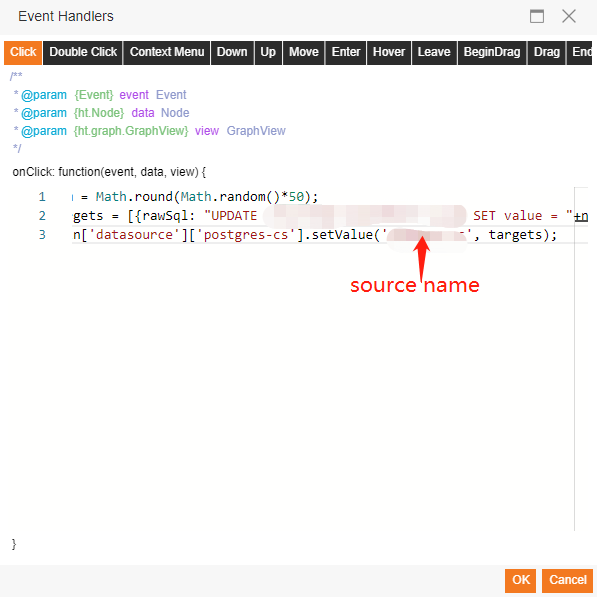 Event Handlers
Click Double Click Context Menu Down Up Move Enter Hover Leave BeginDrag Drag End
/**
* @param {Event} event Event
* @param {ht.Node} data Node
* @param {ht.graph.GraphView} view GraphView
*/
onClick: function(event, data, view) {
1 = Math.round(Math.random()*50);
2 gets = [{rawSql: "UPDATE SET value = "+n
3 n['datasource']['postgres-cs'].setValue(' ', targets);
source name
}
OK Cancel